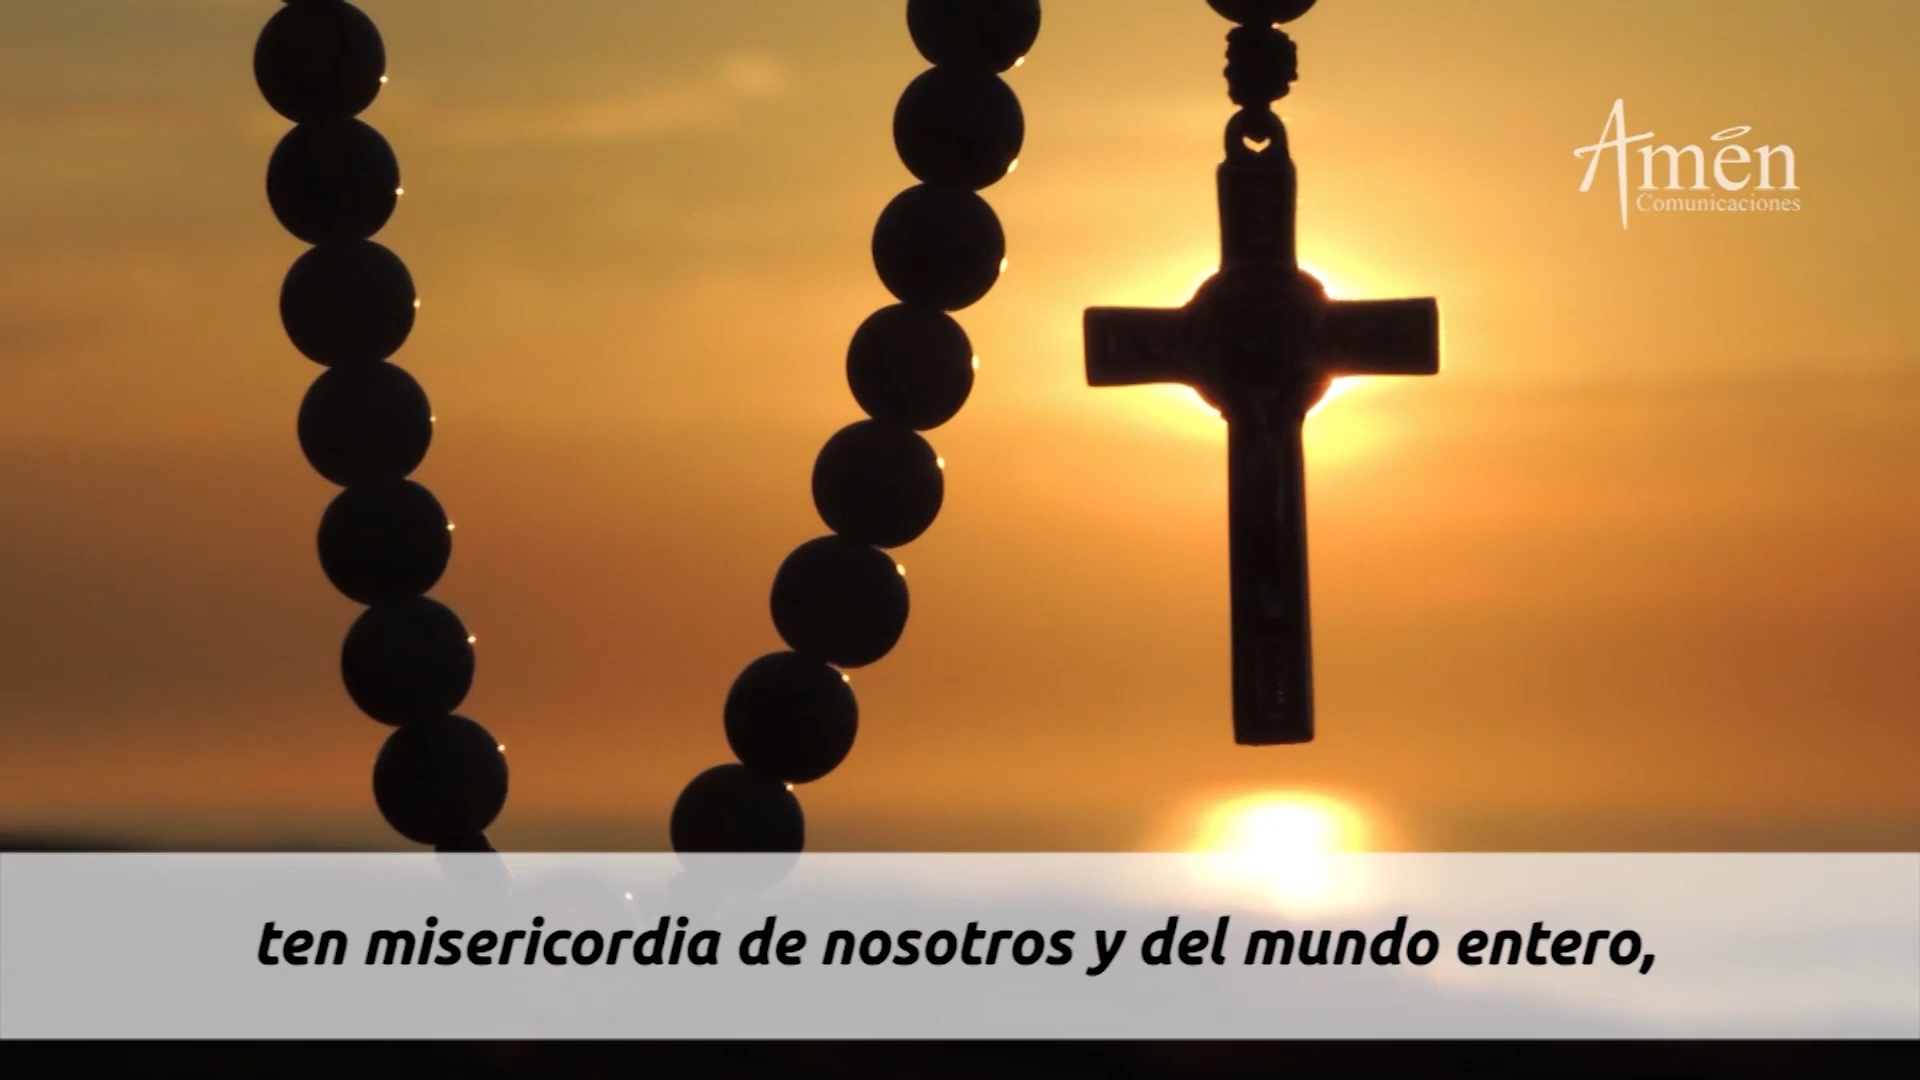 Amén
Comunicaciones
ten misericordia de nosotros y del mundo entero,